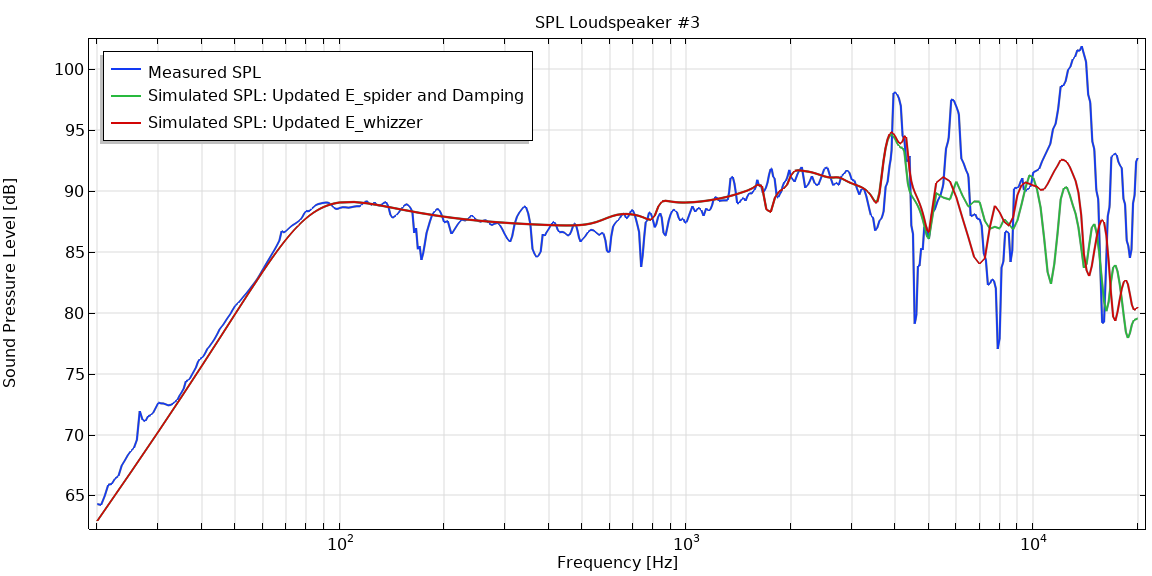 SPL Loudspeaker #3
Measured SPL
Simulated SPL: Updated E_spider and Damping
Simulated SPL: Updated E_whizzer
Sound Pressure Level [dB]
100
95
90
85
80
75
70
65
10²
10³
10⁴
Frequency [Hz]